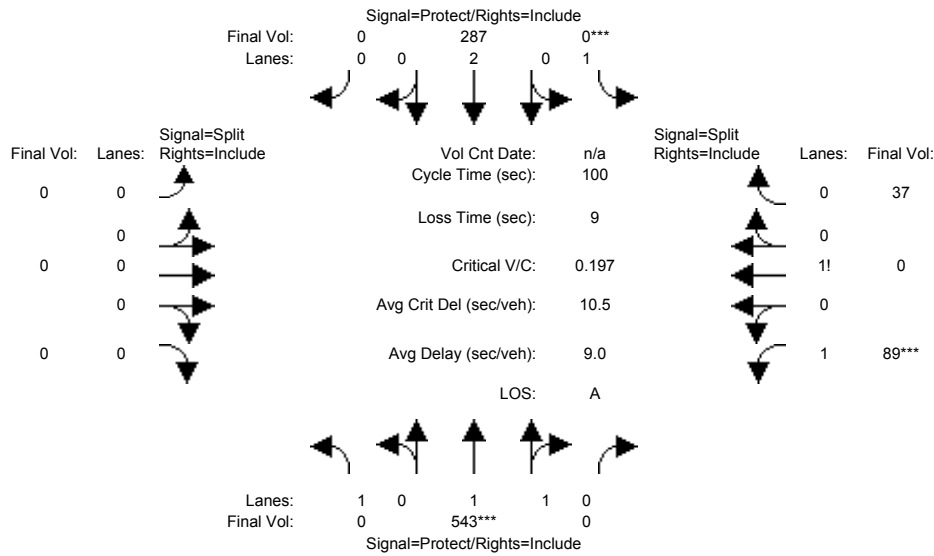 Signal=Protect/Rights=Include
Final Vol: 0 287 0***
Lanes: 0 0 2 0 1
Signal=Split Signal=Split
Final Vol: Lanes: Rights=Include Vol Cnt Date: n/a Rights=Include Lanes: Final Vol:
Cycle Time (sec): 100
0 0 0 37
Loss Time (sec): 9
0 0
0 0 Critical V/C: 0.197 1! 0
0 Avg Crit Del (sec/veh): 10.5 0
0 0 Avg Delay (sec/veh): 9.0 1 89***
LOS: A
Lanes: 1 0 1 1 0
Final Vol: 0 543*** 0
Signal=Protect/Rights=Include